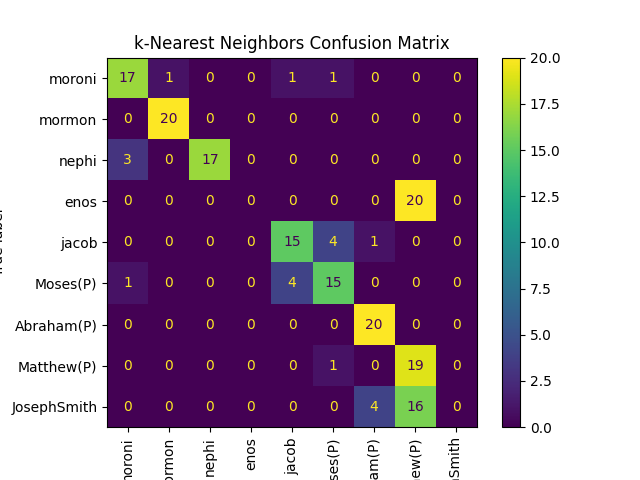 k-Nearest Neighbors Confusion Matrix
moroni 17 1 0 0 1 1 0 0 0
mormon 0 20 0 0 0 0 0 0 0
nephi 3 0 17 0 0 0 0 0 0
enos 0 0 0 0 0 0 0 20 0
jacob 0 0 0 0 15 4 1 0 0
Moses(P) 1 0 0 0 4 15 0 0 0
Abraham(P) 0 0 0 0 0 0 20 0 0
Matthew(P) 0 0 0 0 0 1 0 19 0
JosephSmith 0 0 0 0 0 0 4 16 0
20.0
17.5
15.0
12.5
10.0
7.5
5.0
2.5
0.0
noroni
ormon
nephi
enos
jacob
ses(P)
am(P)
ew(P)
Smith